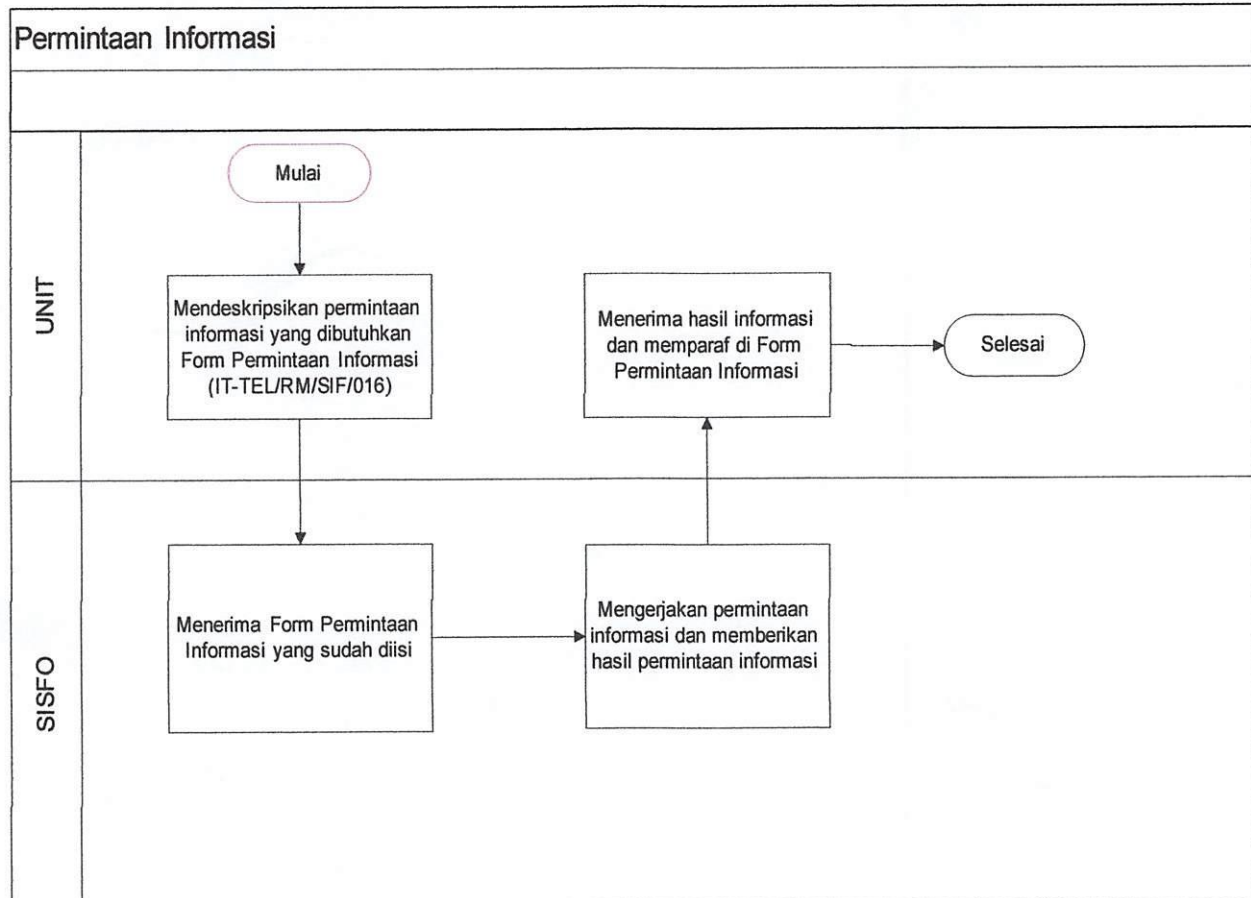 Permintaan Informasi
UNIT
Mulai
Mendeskripsikan permintaan
informasi yang dibutuhkan
Form Permintaan Informasi
(IT-TEL/RM/SIF/016)
Menerima hasil informasi
dan memparaf di Form
Permintaan Informasi
Selesai
SISFO
Menerima Form Permintaan
Informasi yang sudah diisi
Mengerjakan permintaan
informasi dan memberikan
hasil permintaan informasi